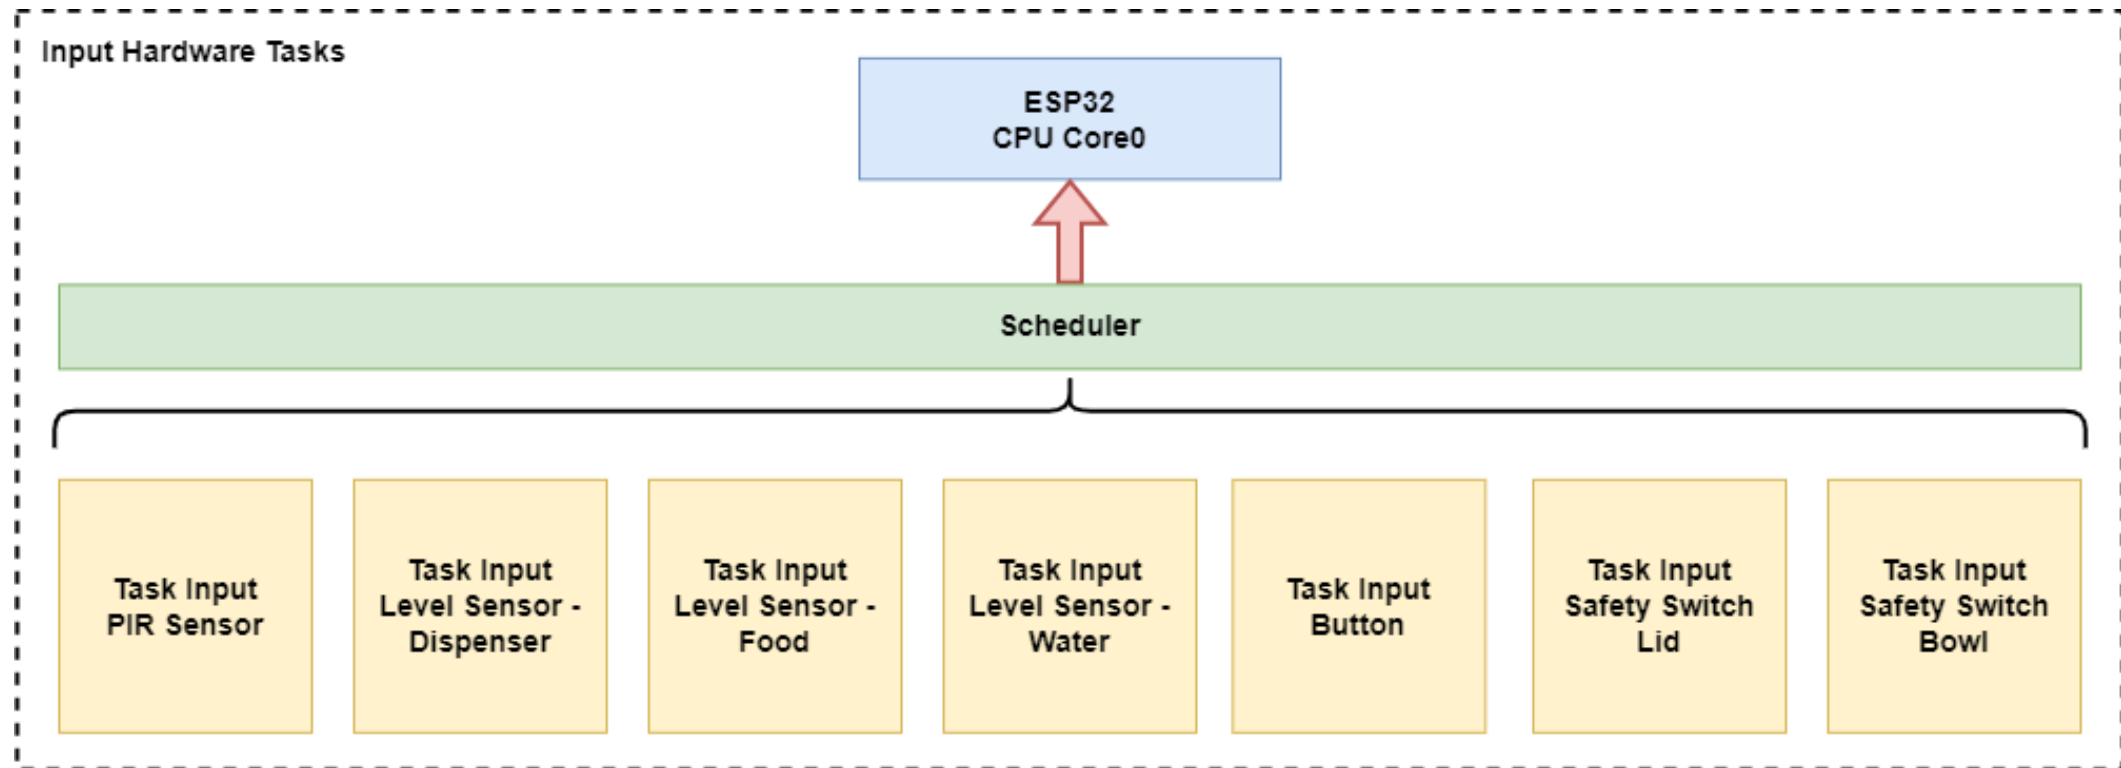 Input Hardware Tasks
ESP32
CPU Core0
Scheduler
Task Input
PIR Sensor
Task Input
Level Sensor -
Dispenser
Task Input
Level Sensor -
Food
Task Input
Level Sensor -
Water
Task Input
Button
Task Input
Safety Switch
Lid
Task Input
Safety Switch
Bowl